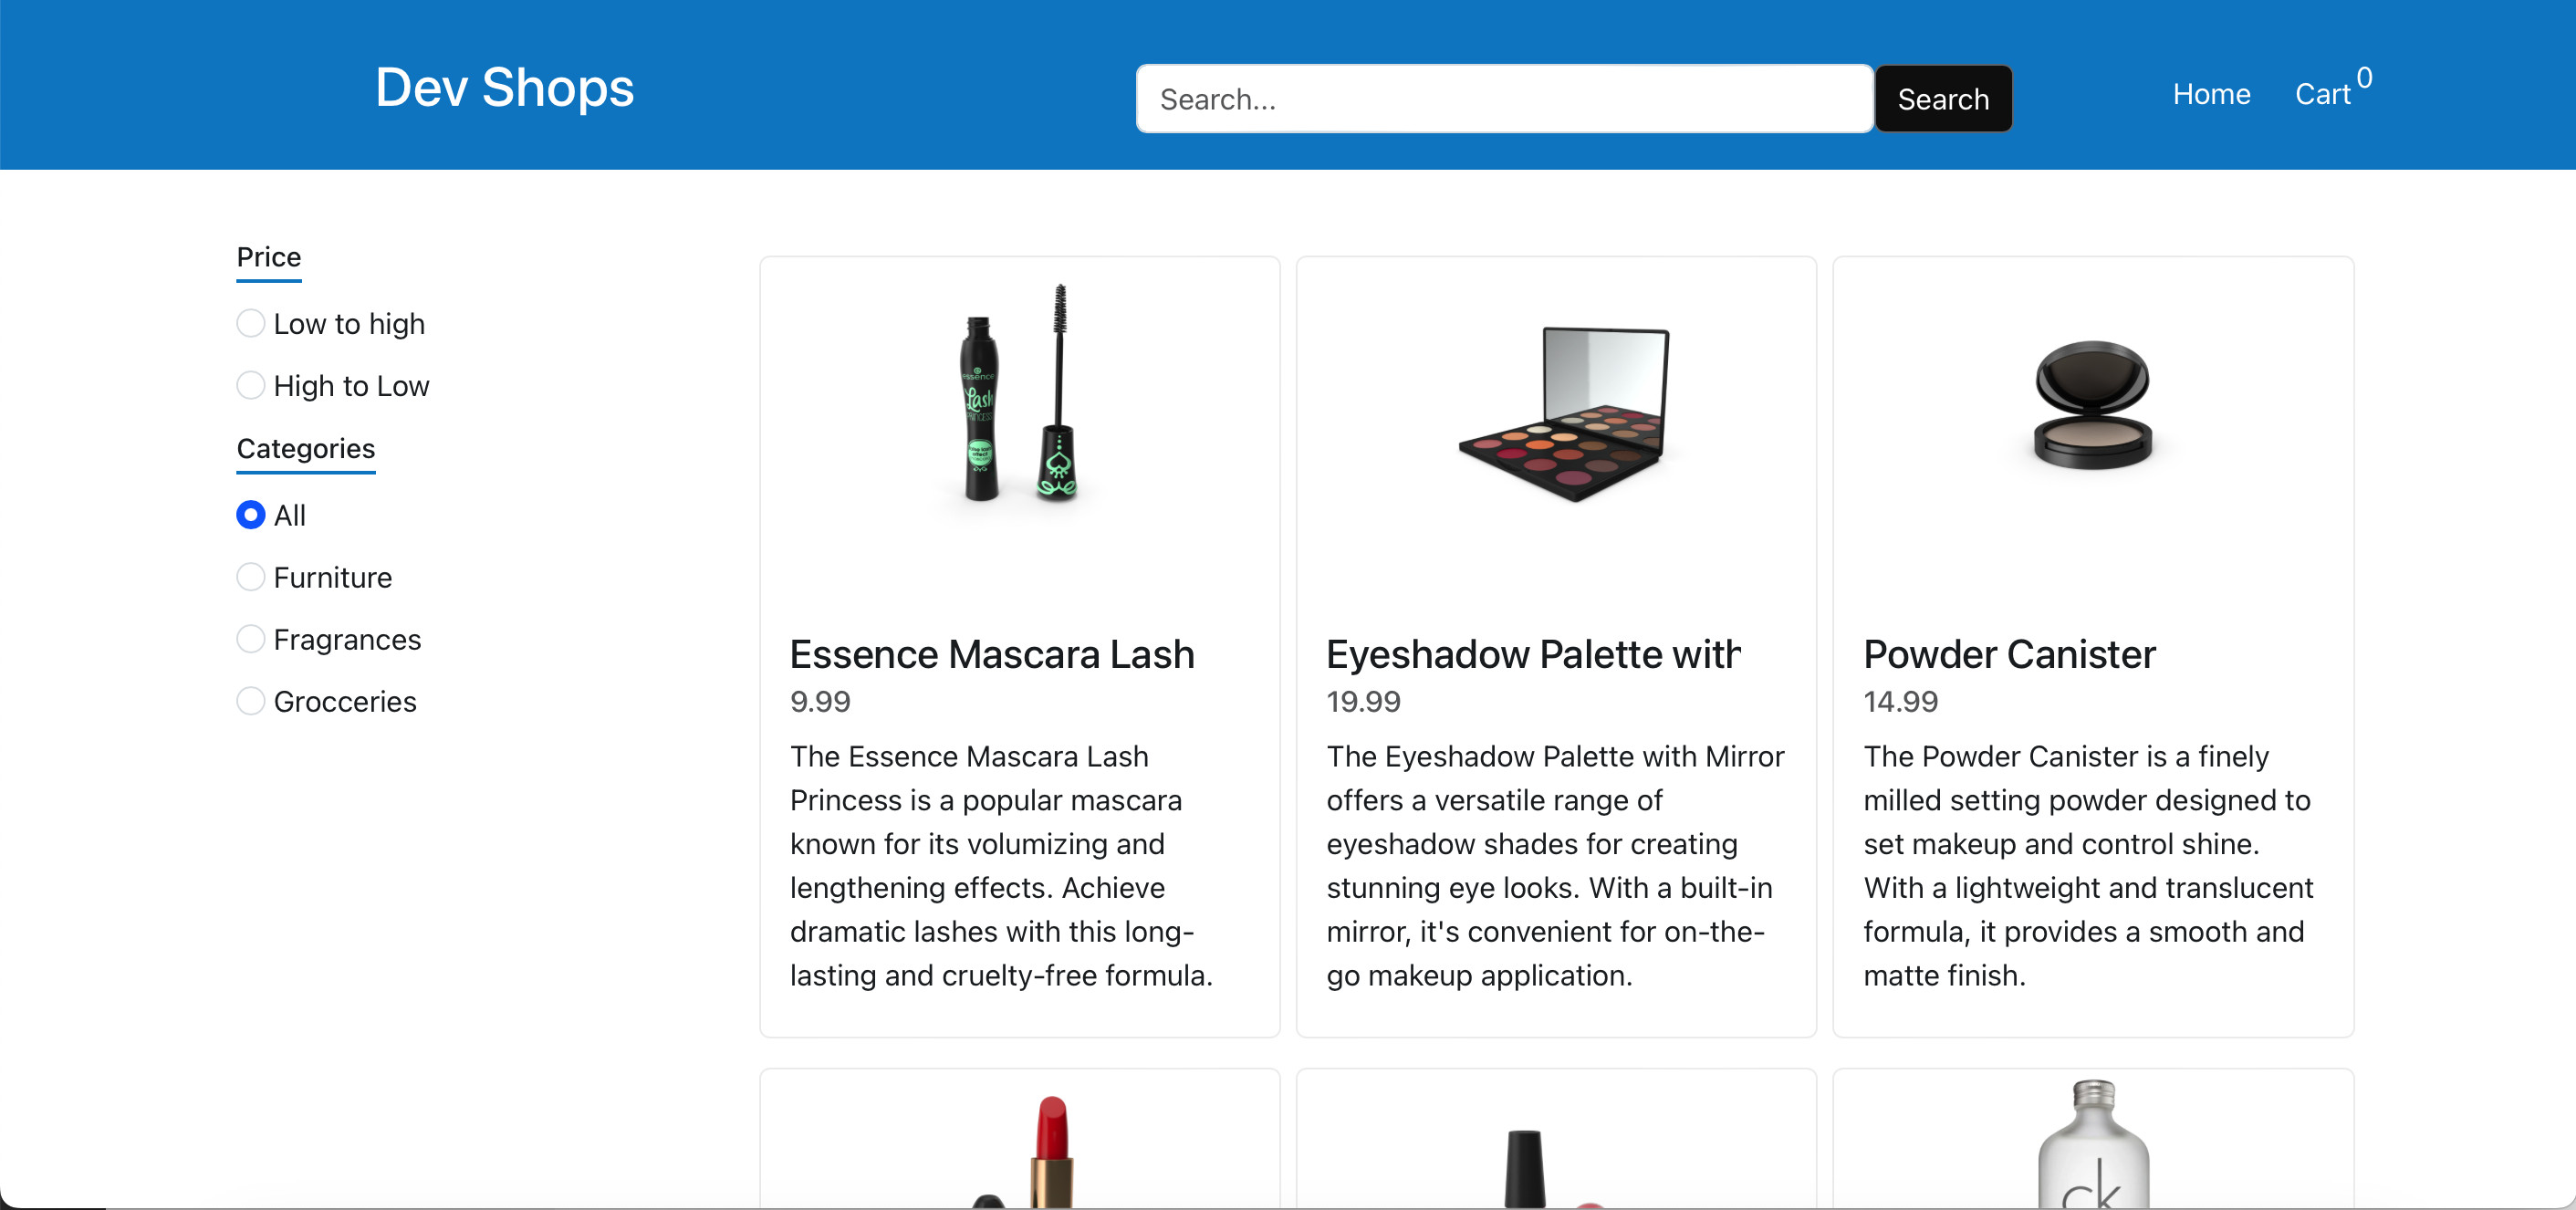 Dev Shops
Search...
Search
Home
Cart 0
Price
Low to high
High to Low
Categories
All
Furniture
Fragrances
Grocceries
essence
Lash
PRINCESS
Essence Mascara Lash
9.99
The Essence Mascara Lash
Princess is a popular mascara
known for its volumizing and
lengthening effects. Achieve
dramatic lashes with this long-
lasting and cruelty-free formula.
Eyeshadow Palette with
19.99
The Eyeshadow Palette with Mirror
offers a versatile range of
eyeshadow shades for creating
stunning eye looks. With a built-in
mirror, it's convenient for on-the-
go makeup application.
Powder Canister
14.99
The Powder Canister is a finely
milled setting powder designed to
set makeup and control shine.
With a lightweight and translucent
formula, it provides a smooth and
matte finish.
ck